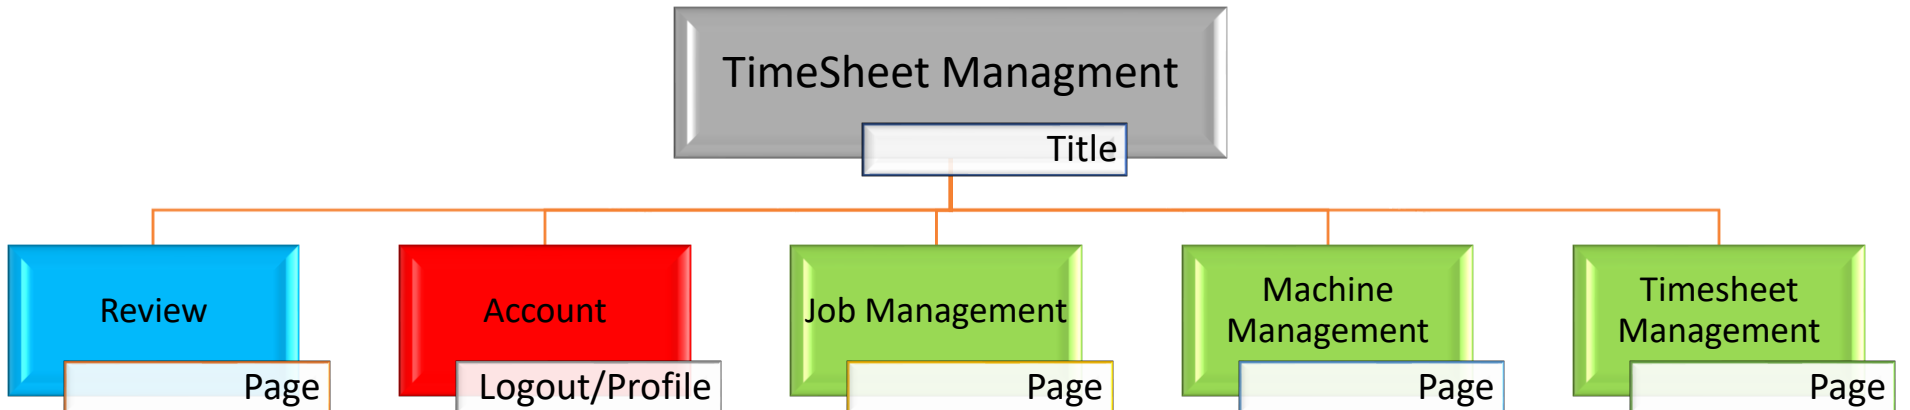 TimeSheet Managment
Title
Review
Page
Account
Logout/Profile
Job Management
Page
Machine
Management
Page
Timesheet
Management
Page